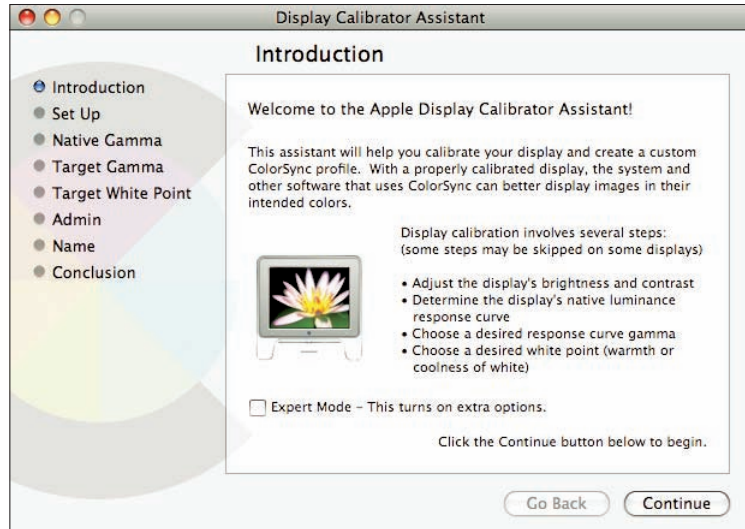 Display Calibrator Assistant
Introduction
Introduction
Set Up
Native Gamma
Target Gamma
Target White Point
Admin
Name
Conclusion
Welcome to the Apple Display Calibrator Assistant!
This assistant will help you calibrate your display and create a custom
ColorSync profile. With a properly calibrated display, the system and
other software that uses ColorSync can better display images in their
intended colors.
Display calibration involves several steps:
(some steps may be skipped on some displays)
• Adjust the display's brightness and contrast
• Determine the display's native luminance
response curve
• Choose a desired response curve gamma
• Choose a desired white point (warmth or
coolness of white)
Expert Mode – This turns on extra options.
Click the Continue button below to begin.
Go Back
Continue